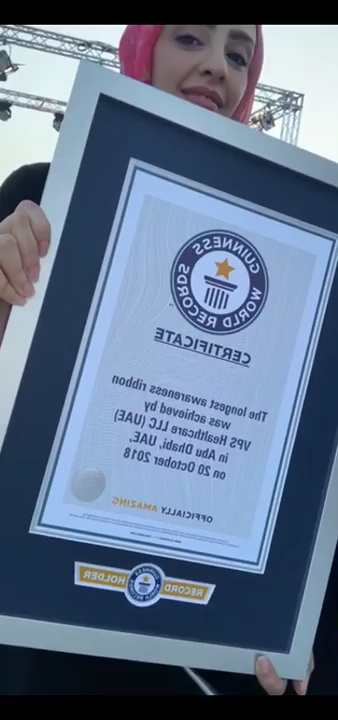 GUINNESS WORLD RECORDS
CERTIFICATE
The longest awareness ribbon
was achieved by
VPS Healthcare LLC (UAE)
in Abu Dhabi, UAE,
on 20 October 2018
OFFICIALLY AMAZING
RECORD HOLDER